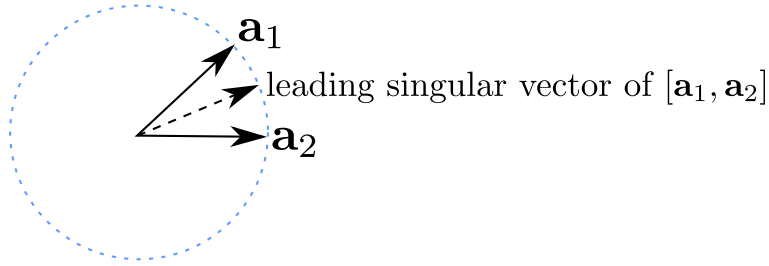 a₁
leading singular vector of [a₁, a₂]
a₂